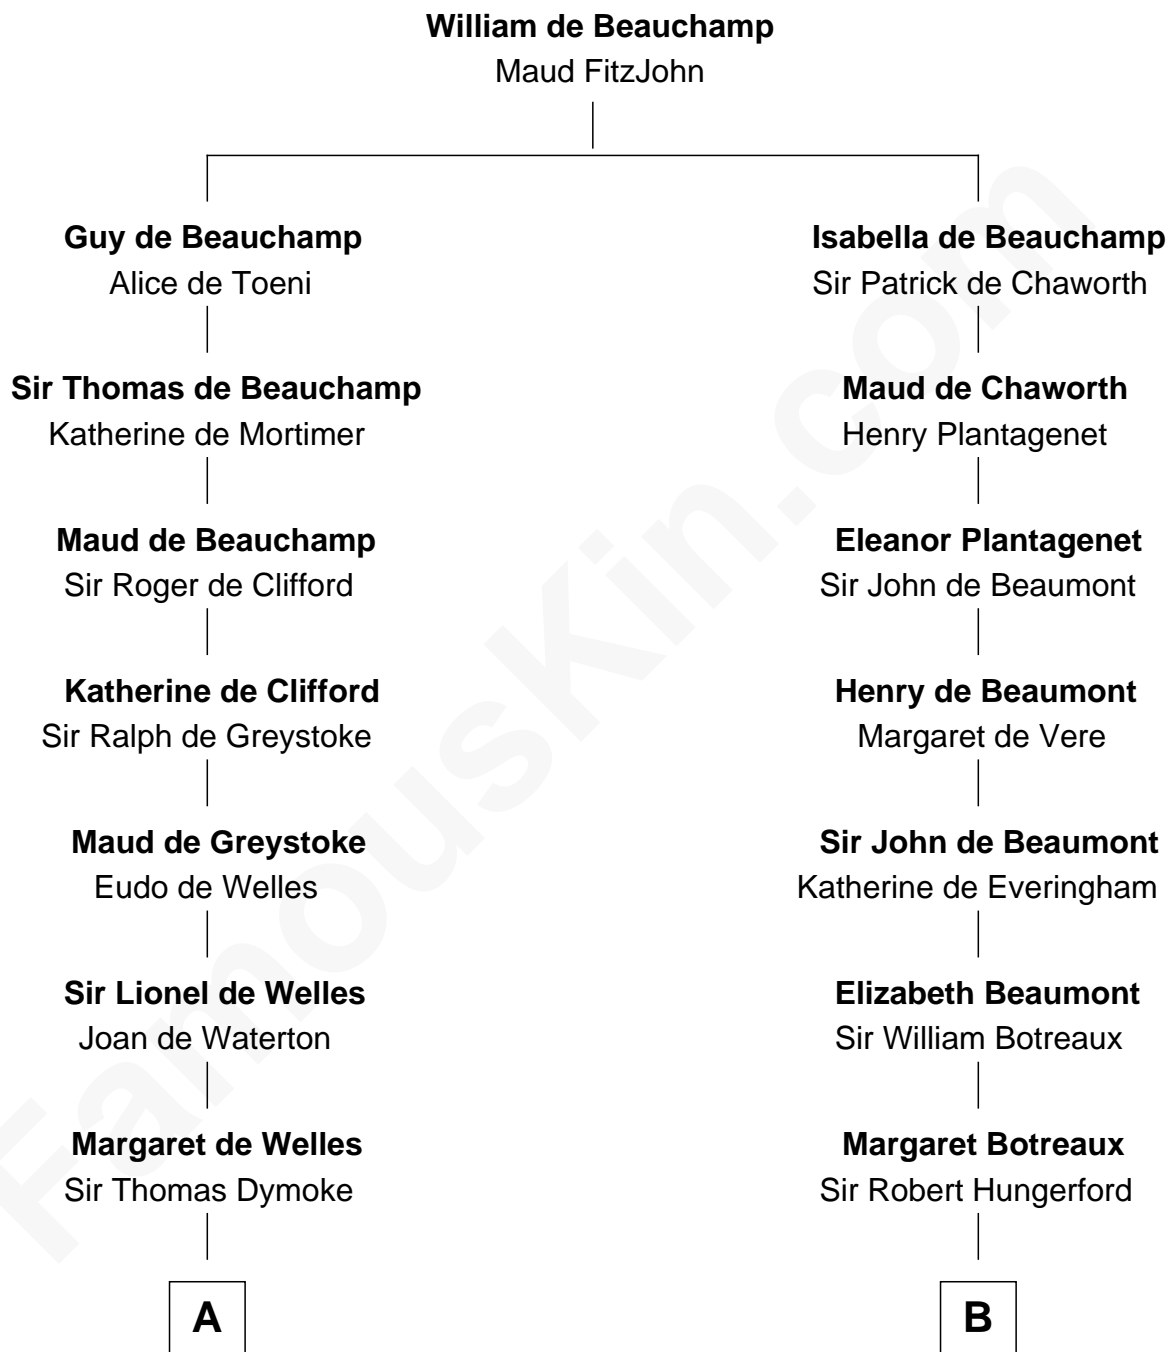 William de Beauchamp
Maud FitzJohn
Guy de Beauchamp
Alice de Toeni
Sir Thomas de Beauchamp
Katherine de Mortimer
Maud de Beauchamp
Sir Roger de Clifford
Katherine de Clifford
Sir Ralph de Greystoke
Maud de Greystoke
Eudo de Welles
Sir Lionel de Welles
Joan de Waterton
Margaret de Welles
Sir Thomas Dymoke
A
Isabella de Beauchamp
Sir Patrick de Chaworth
Maud de Chaworth
Henry Plantagenet
Eleanor Plantagenet
Sir John de Beaumont
Henry de Beaumont
Margaret de Vere
Sir John de Beaumont
Katherine de Everingham
Elizabeth Beaumont
Sir William Botreaux
Margaret Botreaux
Sir Robert Hungerford
B
FamousKin.com